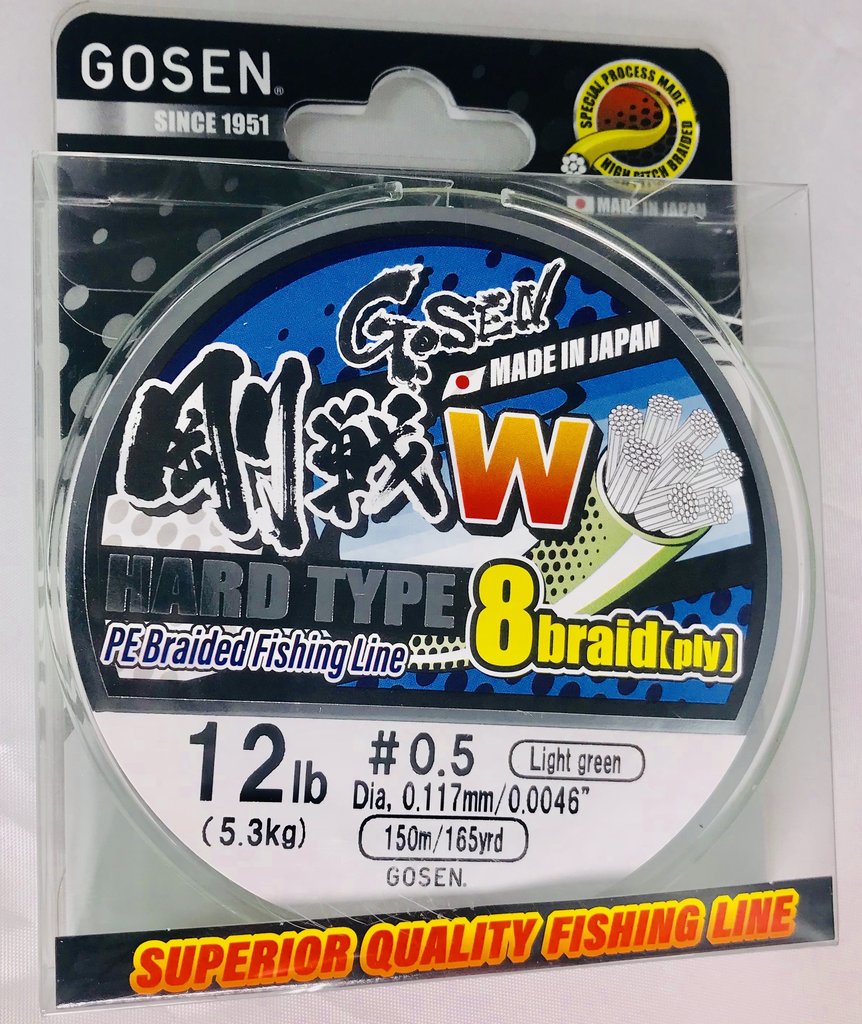 GOSEN®
SINCE 1951
SPECIAL PROCESS MADE
HIGH PITCH BRAIDED
MADE IN JAPAN
GOSEN
MADE IN JAPAN
剛戦 W
HARD TYPE
8braid【ply】
PE Braided Fishing Line
12lb
(5.3kg)
#0.5
Light green
Dia, 0.117mm/0.0046"
150m/165yrd
GOSEN®
SUPERIOR QUALITY FISHING LINE